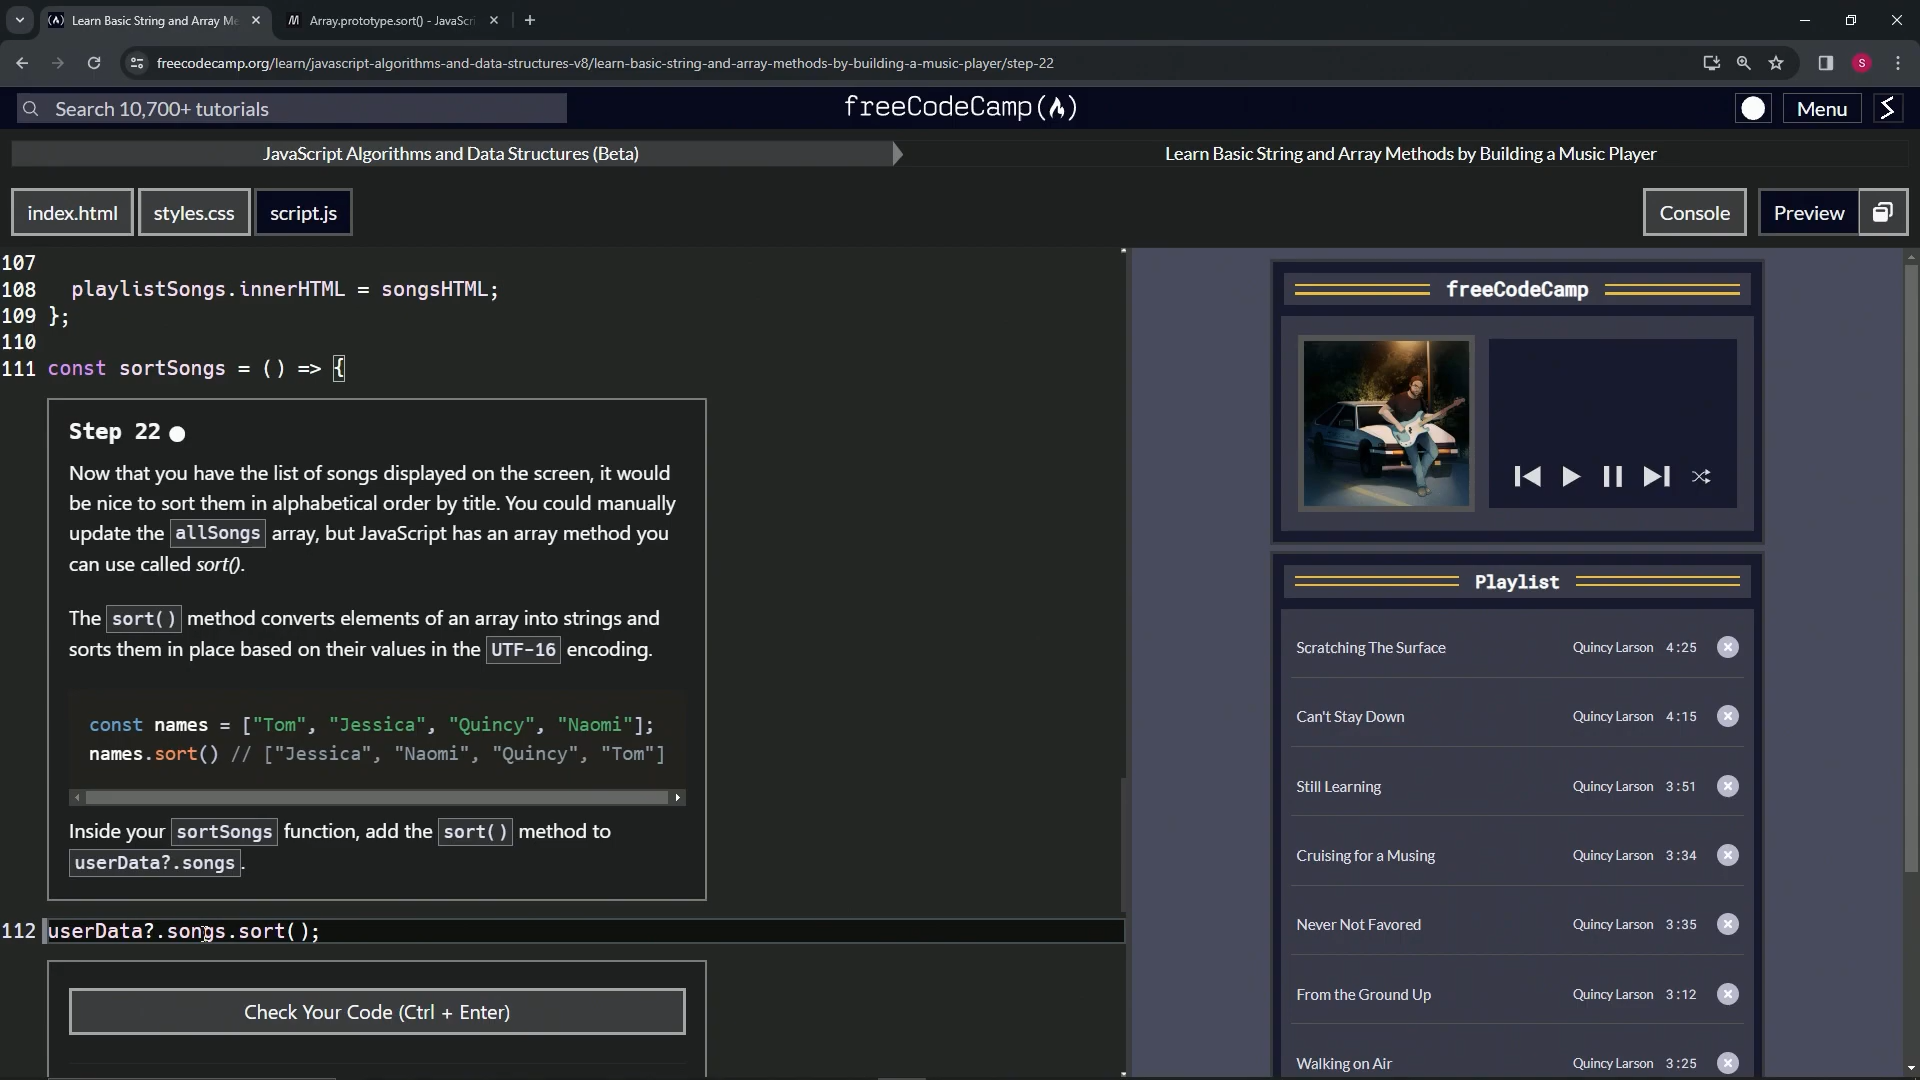 Learn Basic String and Array Me
Array.prototype.sort() - JavaScri
freecodecamp.org/learn/javascript-algorithms-and-data-structures-v8/learn-basic-string-and-array-methods-by-building-a-music-player/step-22
S
Search 10,700+ tutorials
freeCodeCamp(🔥)
Menu
JavaScript Algorithms and Data Structures (Beta)
Learn Basic String and Array Methods by Building a Music Player
index.html
styles.css
script.js
Console
Preview
107
108 playlistSongs.innerHTML = songsHTML;
109 };
110
111 const sortSongs = () => {
Step 22
Now that you have the list of songs displayed on the screen, it would
be nice to sort them in alphabetical order by title. You could manually
update the allSongs array, but JavaScript has an array method you
can use called sort().
The sort() method converts elements of an array into strings and
sorts them in place based on their values in the UTF-16 encoding.
const names = ["Tom", "Jessica", "Quincy", "Naomi"];
names.sort() // ["Jessica", "Naomi", "Quincy", "Tom"]
Inside your sortSongs function, add the sort() method to
userData?.songs.
112 userData?.songs.sort();
Check Your Code (Ctrl + Enter)
freeCodeCamp
Playlist
Scratching The Surface Quincy Larson 4:25
Can't Stay Down Quincy Larson 4:15
Still Learning Quincy Larson 3:51
Cruising for a Musing Quincy Larson 3:34
Never Not Favored Quincy Larson 3:35
From the Ground Up Quincy Larson 3:12
Walking on Air Quincy Larson 3:25